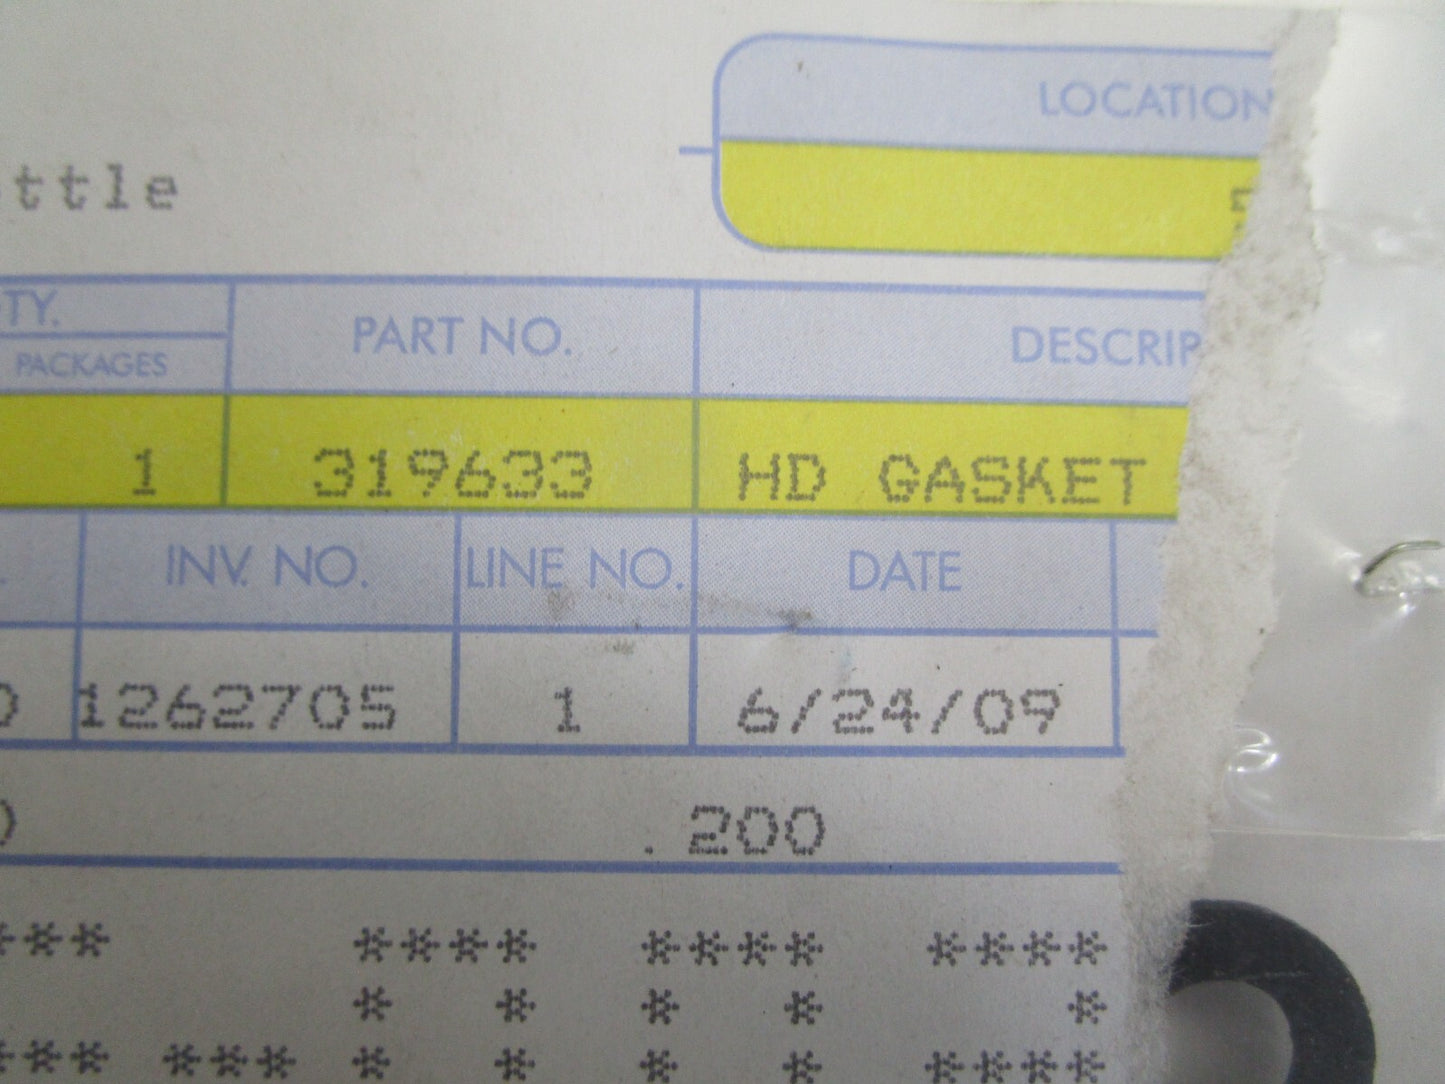 LOCATION
ttle
TY.
PACKAGES
PART NO.
DESCRIP
1
319633
HD GASKET
INV. NO.
LINE NO.
DATE
1262705
1
6/24/09
.200
*** **** **** ****
* * * * *
*** *** * * * * ****